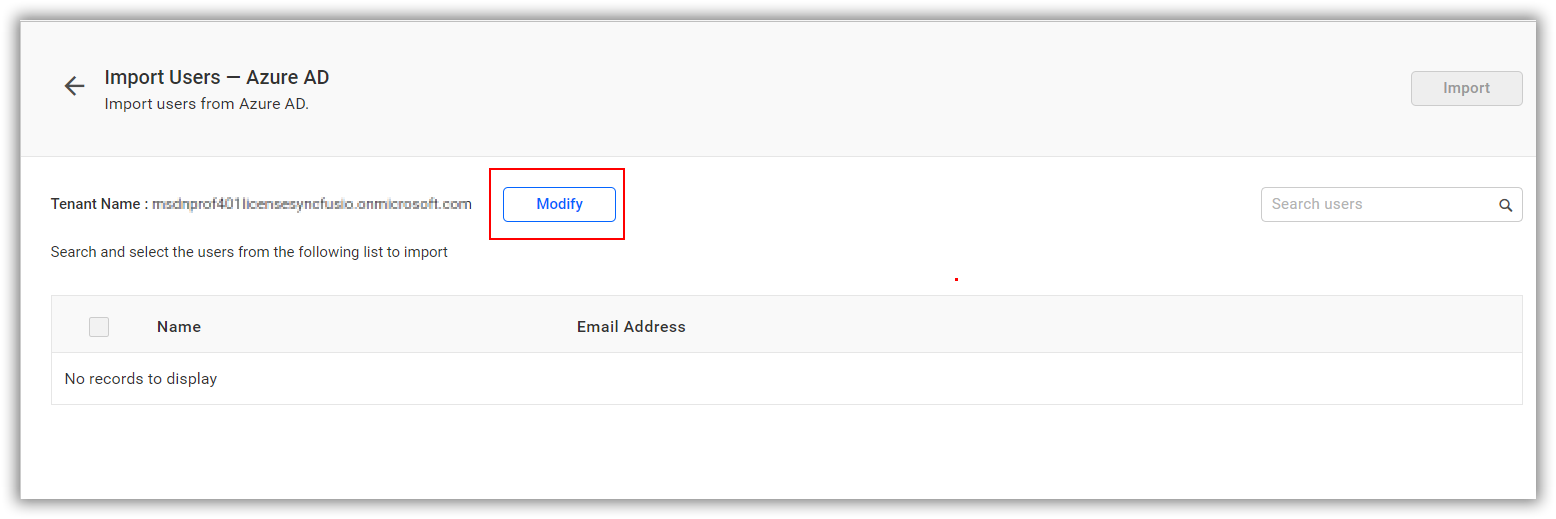 Import Users — Azure AD
Import users from Azure AD.
Import
Tenant Name : .onmicrosoft.com
Modify
Search users
Search and select the users from the following list to import
Name Email Address
No records to display